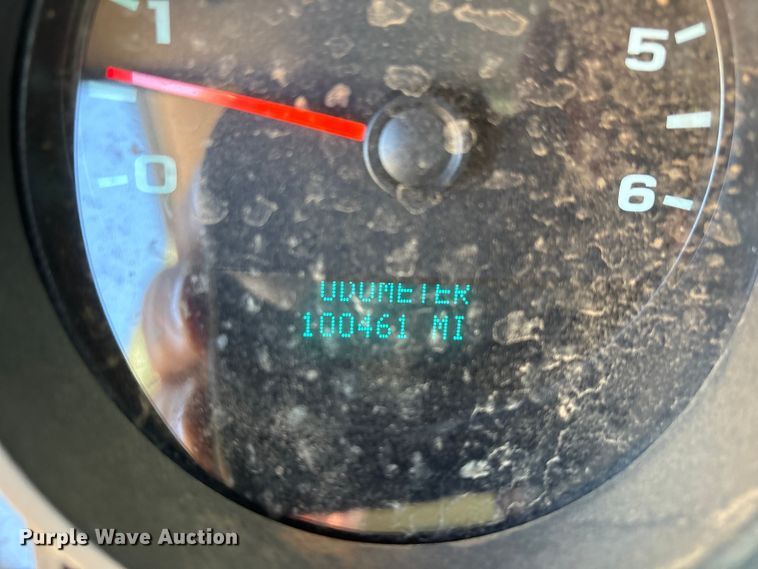 1
5
0
6
ODOMETER
100461 MI
Purple Wave Auction